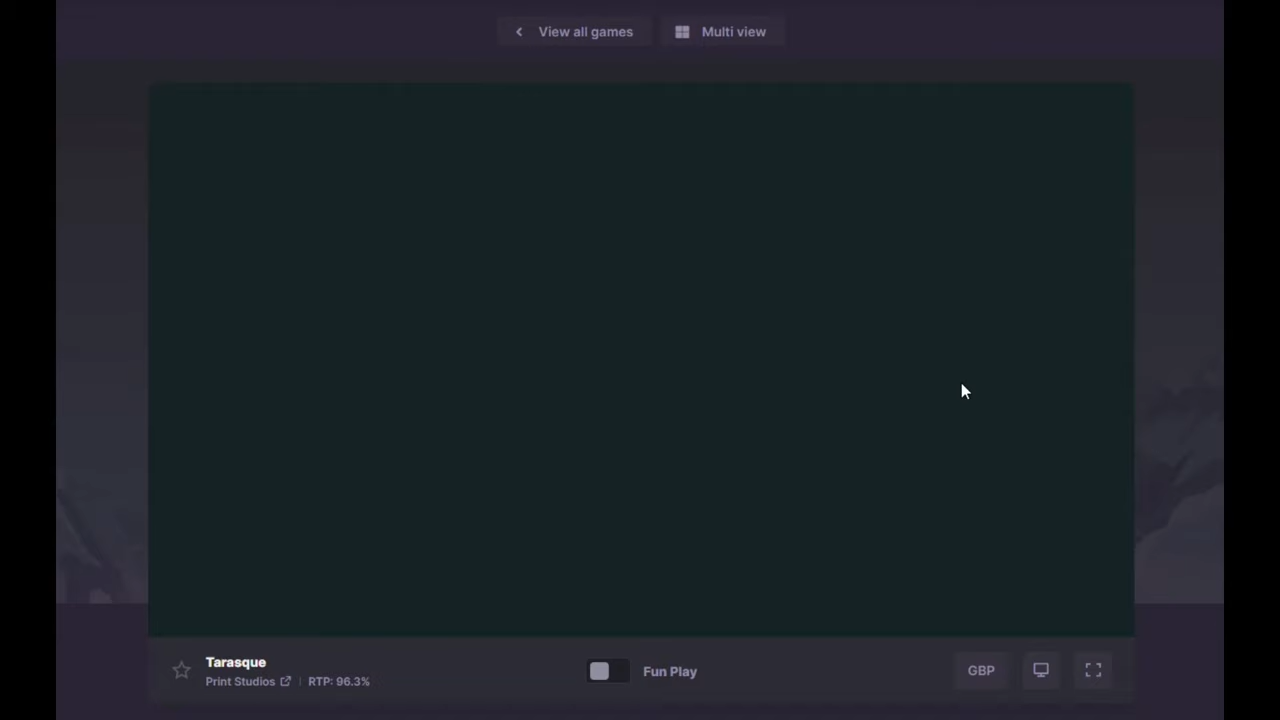 View all games
Multi view
Tarasque
Print Studios
RTP: 96.3%
Fun Play
GBP